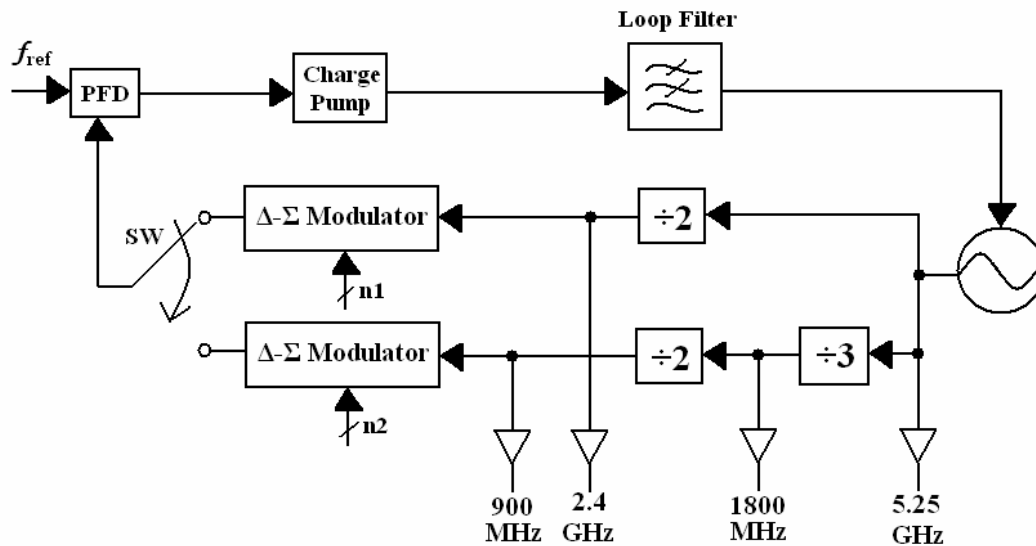 Loop Filter
fref
PFD
Charge
Pump
Δ-Σ Modulator
÷2
SW
n1
Δ-Σ Modulator
÷2
÷3
n2
900
MHz
2.4
GHz
1800
MHz
5.25
GHz